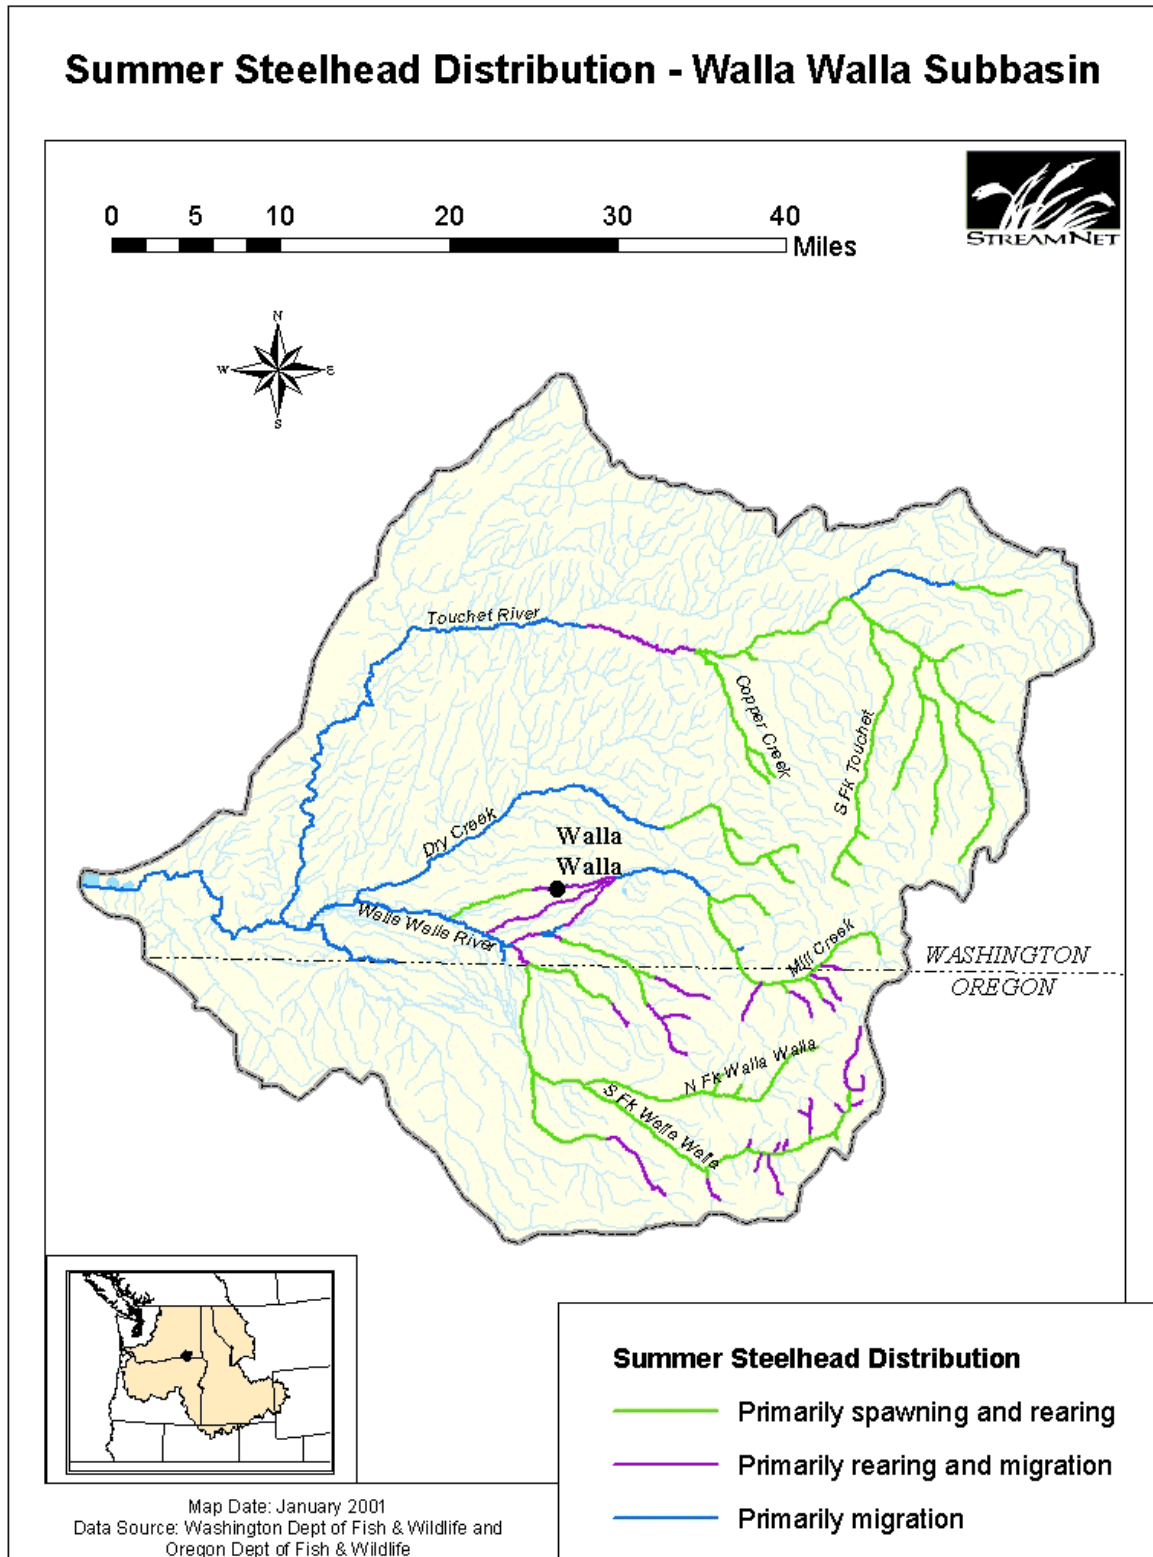 Summer Steelhead Distribution - Walla Walla Subbasin
STREAMNET
0 5 10 20 30 40
Miles
N
W E
S
Touchet River
Copper Creek
S Fk Touchet
Dry Creek
Walla
Walla
Walla Walla River
Mill Creek
WASHINGTON
OREGON
N Fk Walla Walla
S Fk Walla Walla
Summer Steelhead Distribution
Primarily spawning and rearing
Primarily rearing and migration
Primarily migration
Map Date: January 2001
Data Source: Washington Dept of Fish & Wildlife and
Oregon Dept of Fish & Wildlife